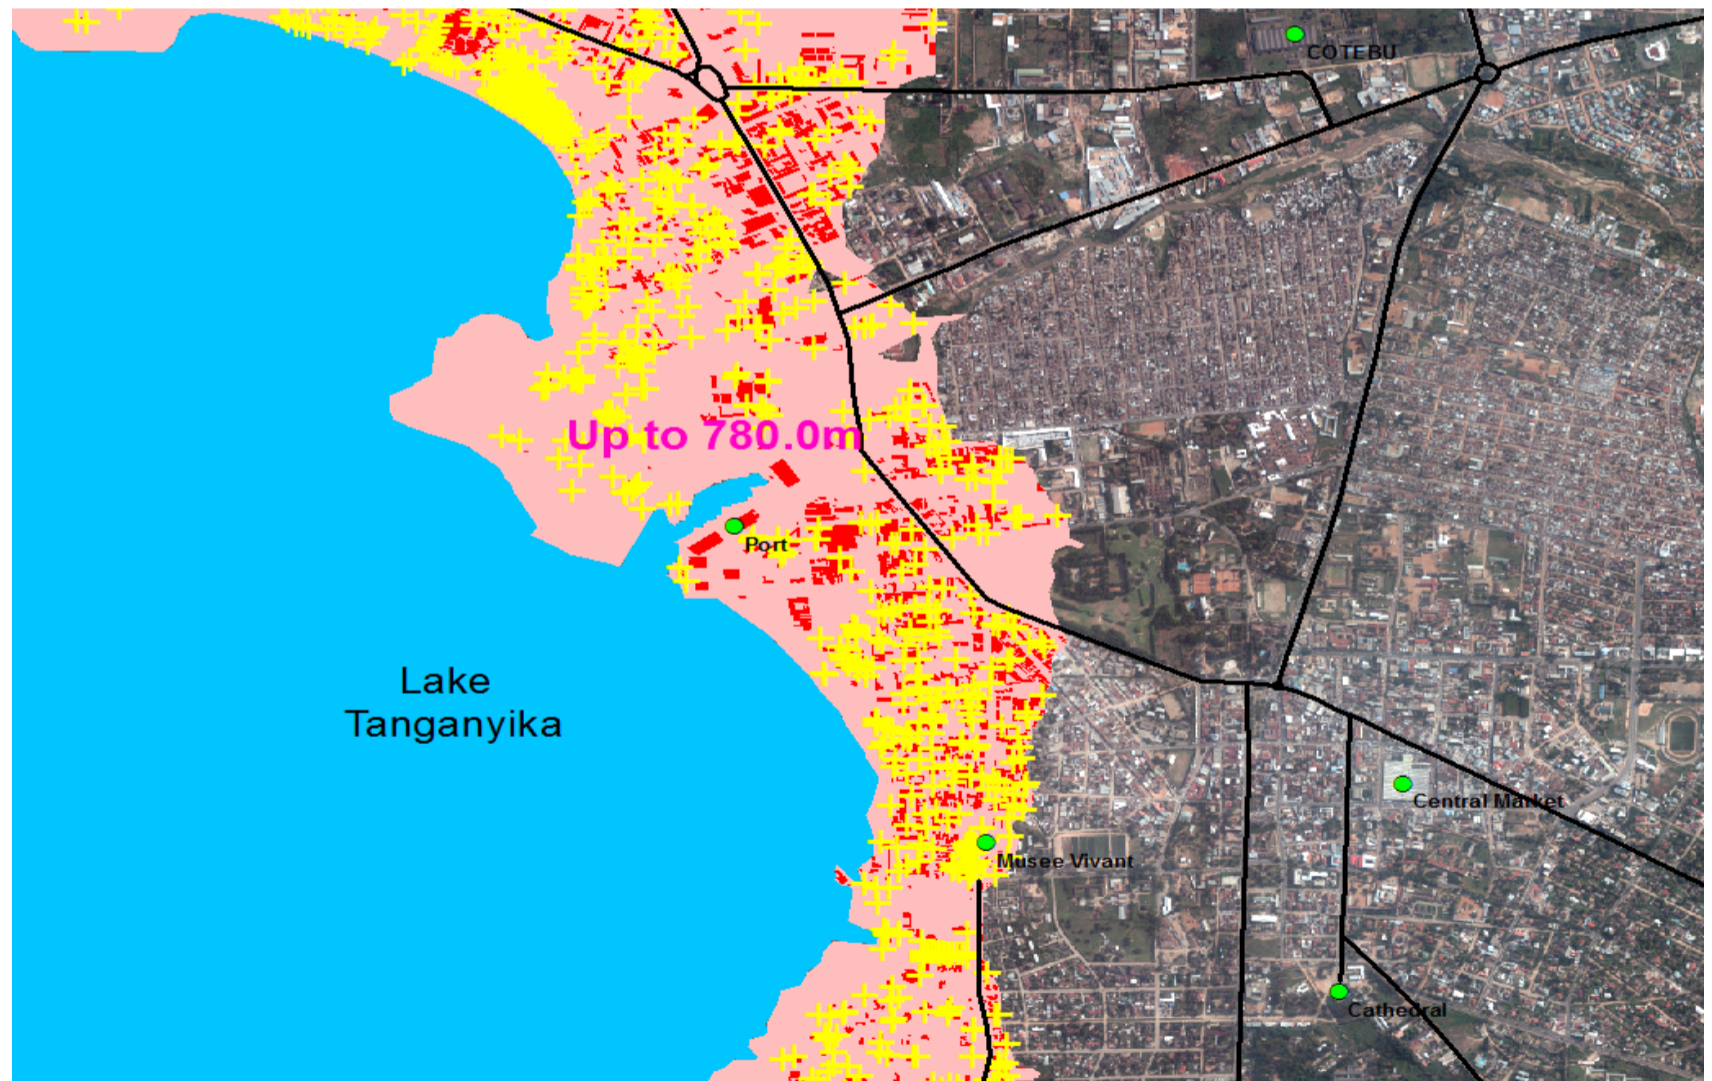 COTEBU
Up to 780.0m
Port
Lake
Tanganyika
Central Market
Musee Vivant
Cathedral